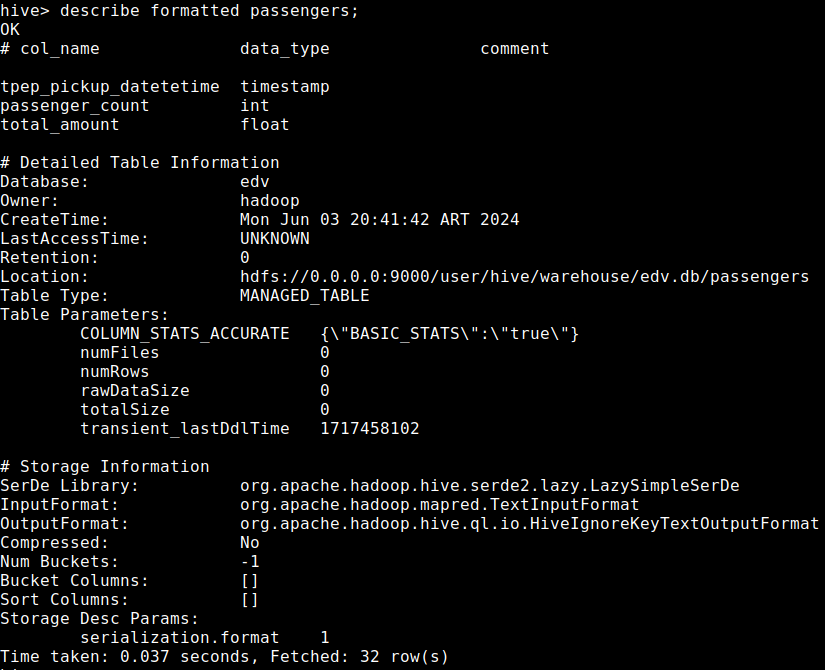 hive> describe formatted passengers;
OK
# col_name data_type comment
tpep_pickup_datetetime timestamp
passenger_count int
total_amount float
# Detailed Table Information
Database: edv
Owner: hadoop
CreateTime: Mon Jun 03 20:41:42 ART 2024
LastAccessTime: UNKNOWN
Retention: 0
Location: hdfs://0.0.0.0:9000/user/hive/warehouse/edv.db/passengers
Table Type: MANAGED_TABLE
Table Parameters:
COLUMN_STATS_ACCURATE {\"BASIC_STATS\":\"true\"}
numFiles 0
numRows 0
rawDataSize 0
totalSize 0
transient_lastDdlTime 1717458102
# Storage Information
SerDe Library: org.apache.hadoop.hive.serde2.lazy.LazySimpleSerDe
InputFormat: org.apache.hadoop.mapred.TextInputFormat
OutputFormat: org.apache.hadoop.hive.ql.io.HiveIgnoreKeyTextOutputFormat
Compressed: No
Num Buckets: -1
Bucket Columns: []
Sort Columns: []
Storage Desc Params:
serialization.format 1
Time taken: 0.037 seconds, Fetched: 32 row(s)